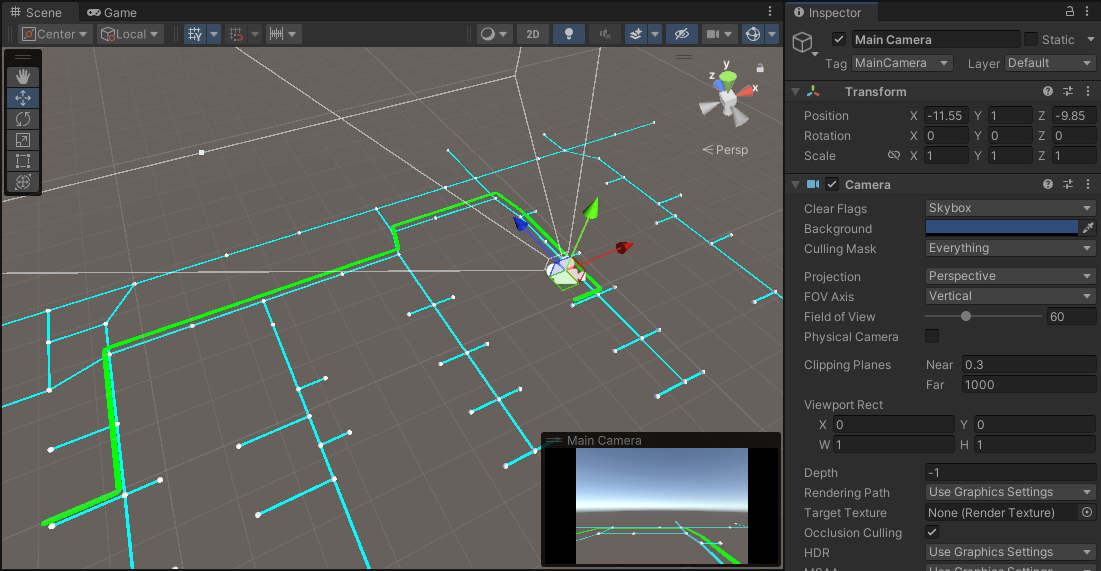 Scene Game
Center Local 2D
y
z x
Persp
Main Camera
Inspector
Main Camera Static
Tag MainCamera Layer Default
Transform
Position X -11.55 Y 1 Z -9.85
Rotation X 0 Y 0 Z 0
Scale X 1 Y 1 Z 1
Camera
Clear Flags Skybox
Background
Culling Mask Everything
Projection Perspective
FOV Axis Vertical
Field of View 60
Physical Camera
Clipping Planes Near 0.3
Far 1000
Viewport Rect
X 0 Y 0
W 1 H 1
Depth -1
Rendering Path Use Graphics Settings
Target Texture None (Render Texture)
Occlusion Culling
HDR Use Graphics Settings
MSAA Use Graphics Settings